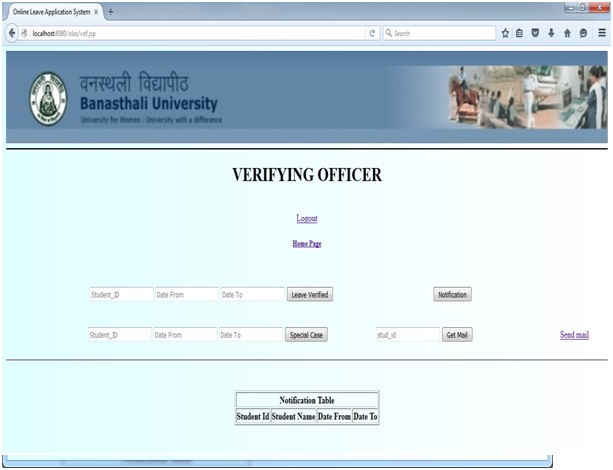 Online Leave Application System × +
localhost:8080/olas/vof.jsp
Search
वनस्थली विद्यापीठ
Banasthali University
University for Women : University with a difference
VERIFYING OFFICER
Logout
Home Page
Student_ID Date From Date To Leave Verified Notification
Student_ID Date From Date To Special Case stud_id Get Mail Send mail
Notification Table
Student Id Student Name Date From Date To